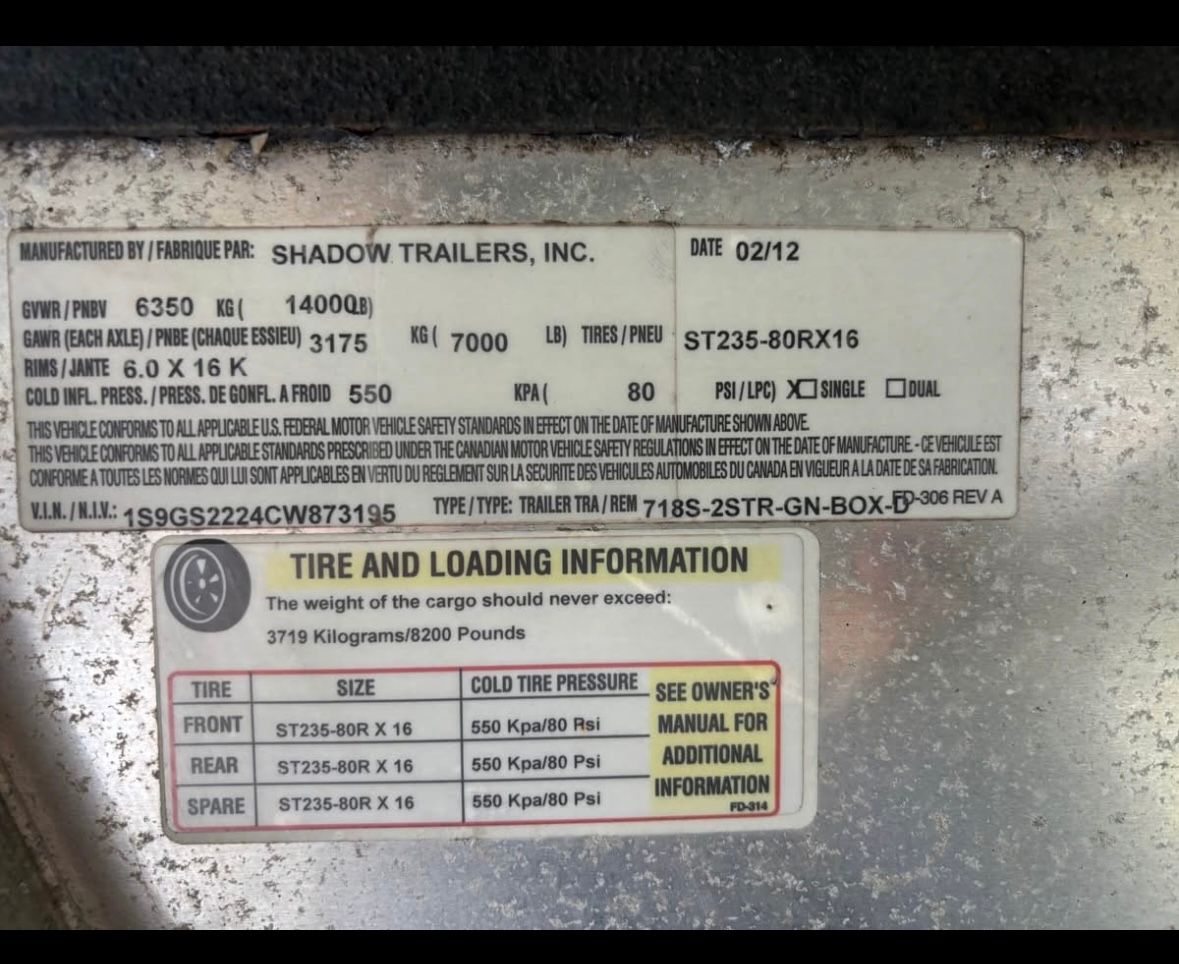 MANUFACTURED BY / FABRIQUE PAR: SHADOW TRAILERS, INC. DATE 02/12
GVWR / PNBV 6350 KG ( 14000LB)
GAWR (EACH AXLE) / PNBE (CHAQUE ESSIEU) 3175 KG ( 7000 LB) TIRES / PNEU ST235-80RX16
RIMS / JANTE 6.0 X 16 K
COLD INFL. PRESS. / PRESS. DE GONFL. A FROID 550 KPA ( 80 PSI / LPC) X☐ SINGLE ☐ DUAL
THIS VEHICLE CONFORMS TO ALL APPLICABLE U.S. FEDERAL MOTOR VEHICLE SAFETY STANDARDS IN EFFECT ON THE DATE OF MANUFACTURE SHOWN ABOVE.
THIS VEHICLE CONFORMS TO ALL APPLICABLE STANDARDS PRESCRIBED UNDER THE CANADIAN MOTOR VEHICLE SAFETY REGULATIONS IN EFFECT ON THE DATE OF MANUFACTURE. - CE VEHICULE EST
CONFORME A TOUTES LES NORMES QUI LUI SONT APPLICABLES EN VERTU DU REGLEMENT SUR LA SECURITE DES VEHICULES AUTOMOBILES DU CANADA EN VIGUEUR A LA DATE DE SA FABRICATION.
V.I.N. / N.I.V.: 1S9GS2224CW873195 TYPE / TYPE: TRAILER TRA / REM 718S-2STR-GN-BOX-D FD-306 REV A
TIRE AND LOADING INFORMATION
The weight of the cargo should never exceed:
3719 Kilograms/8200 Pounds
TIRE SIZE COLD TIRE PRESSURE
FRONT ST235-80R X 16 550 Kpa/80 Psi
REAR ST235-80R X 16 550 Kpa/80 Psi
SPARE ST235-80R X 16 550 Kpa/80 Psi
SEE OWNER'S
MANUAL FOR
ADDITIONAL
INFORMATION
FD-314